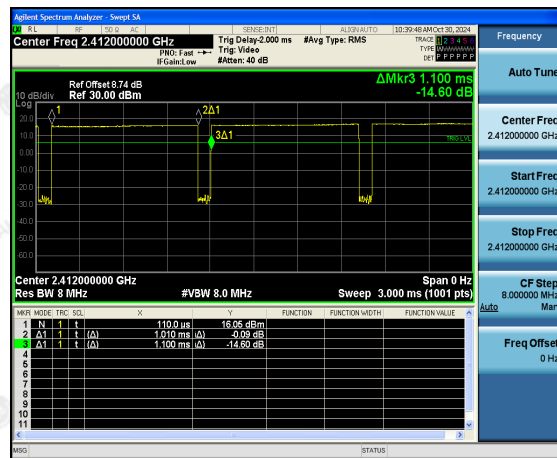 Agilent Spectrum Analyzer - Swept SA
RL RF 50 Ω AC SENSE:INT ALIGN AUTO 10:39:48 AM Oct 30, 2024
Center Freq 2.412000000 GHz
PNO: Fast
IFGain:Low
Trig Delay-2.000 ms
Trig: Video
#Atten: 40 dB
#Avg Type: RMS
TRACE 1 2 3 4 5 6
TYPE
DET P P P P P P
Ref Offset 8.74 dB
Ref 30.00 dBm
10 dB/div
Log
ΔMkr3 1.100 ms
-14.60 dB
20.0
10.0
0.00
-10.0
-20.0
-30.0
-40.0
-50.0
-60.0
1
2Δ1
3Δ1
TRIG LVL
Center 2.412000000 GHz Span 0 Hz
Res BW 8 MHz #VBW 8.0 MHz Sweep 3.000 ms (1001 pts)
MKR MODE TRC SCL X Y FUNCTION FUNCTION WIDTH FUNCTION VALUE
1 N 1 t 110.0 µs 16.05 dBm
2 Δ1 1 t (Δ) 1.010 ms (Δ) -0.09 dB
3 Δ1 1 t (Δ) 1.100 ms (Δ) -14.60 dB
4
5
6
7
8
9
10
11
MSG STATUS
Frequency
Auto Tune
Center Freq
2.412000000 GHz
Start Freq
2.412000000 GHz
Stop Freq
2.412000000 GHz
CF Step
8.000000 MHz
Auto Man
Freq Offset
0 Hz